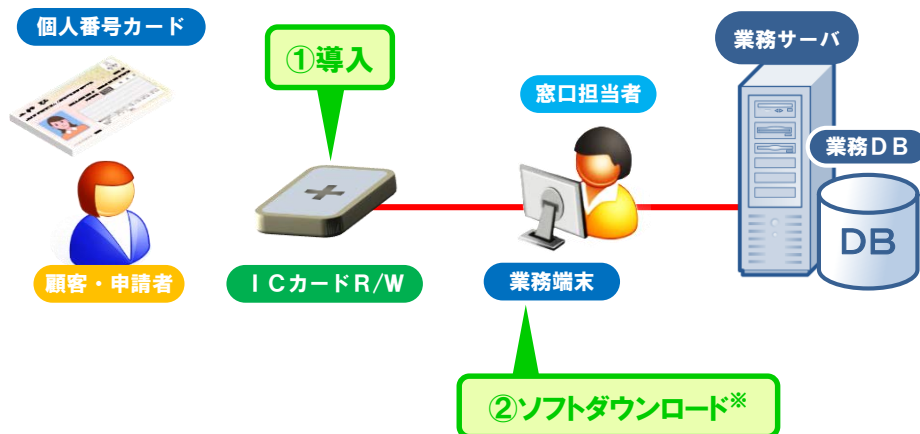 個人番号カード
①導入
業務サーバ
窓口担当者
業務DB
DB
顧客・申請者
ICカードR/W
業務端末
②ソフトダウンロード※